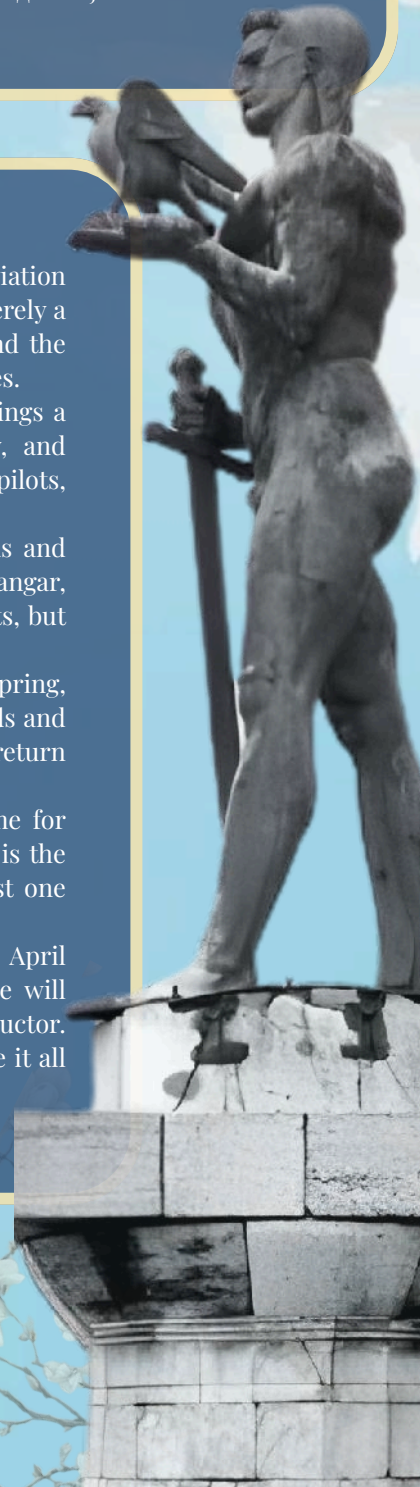 iation
erely a
nd the
es.
ings a
, and
pilots,
s and
angar,
ts, but
pring,
ls and
return
ne for
is the
st one
April
e will
uctor.
e it all